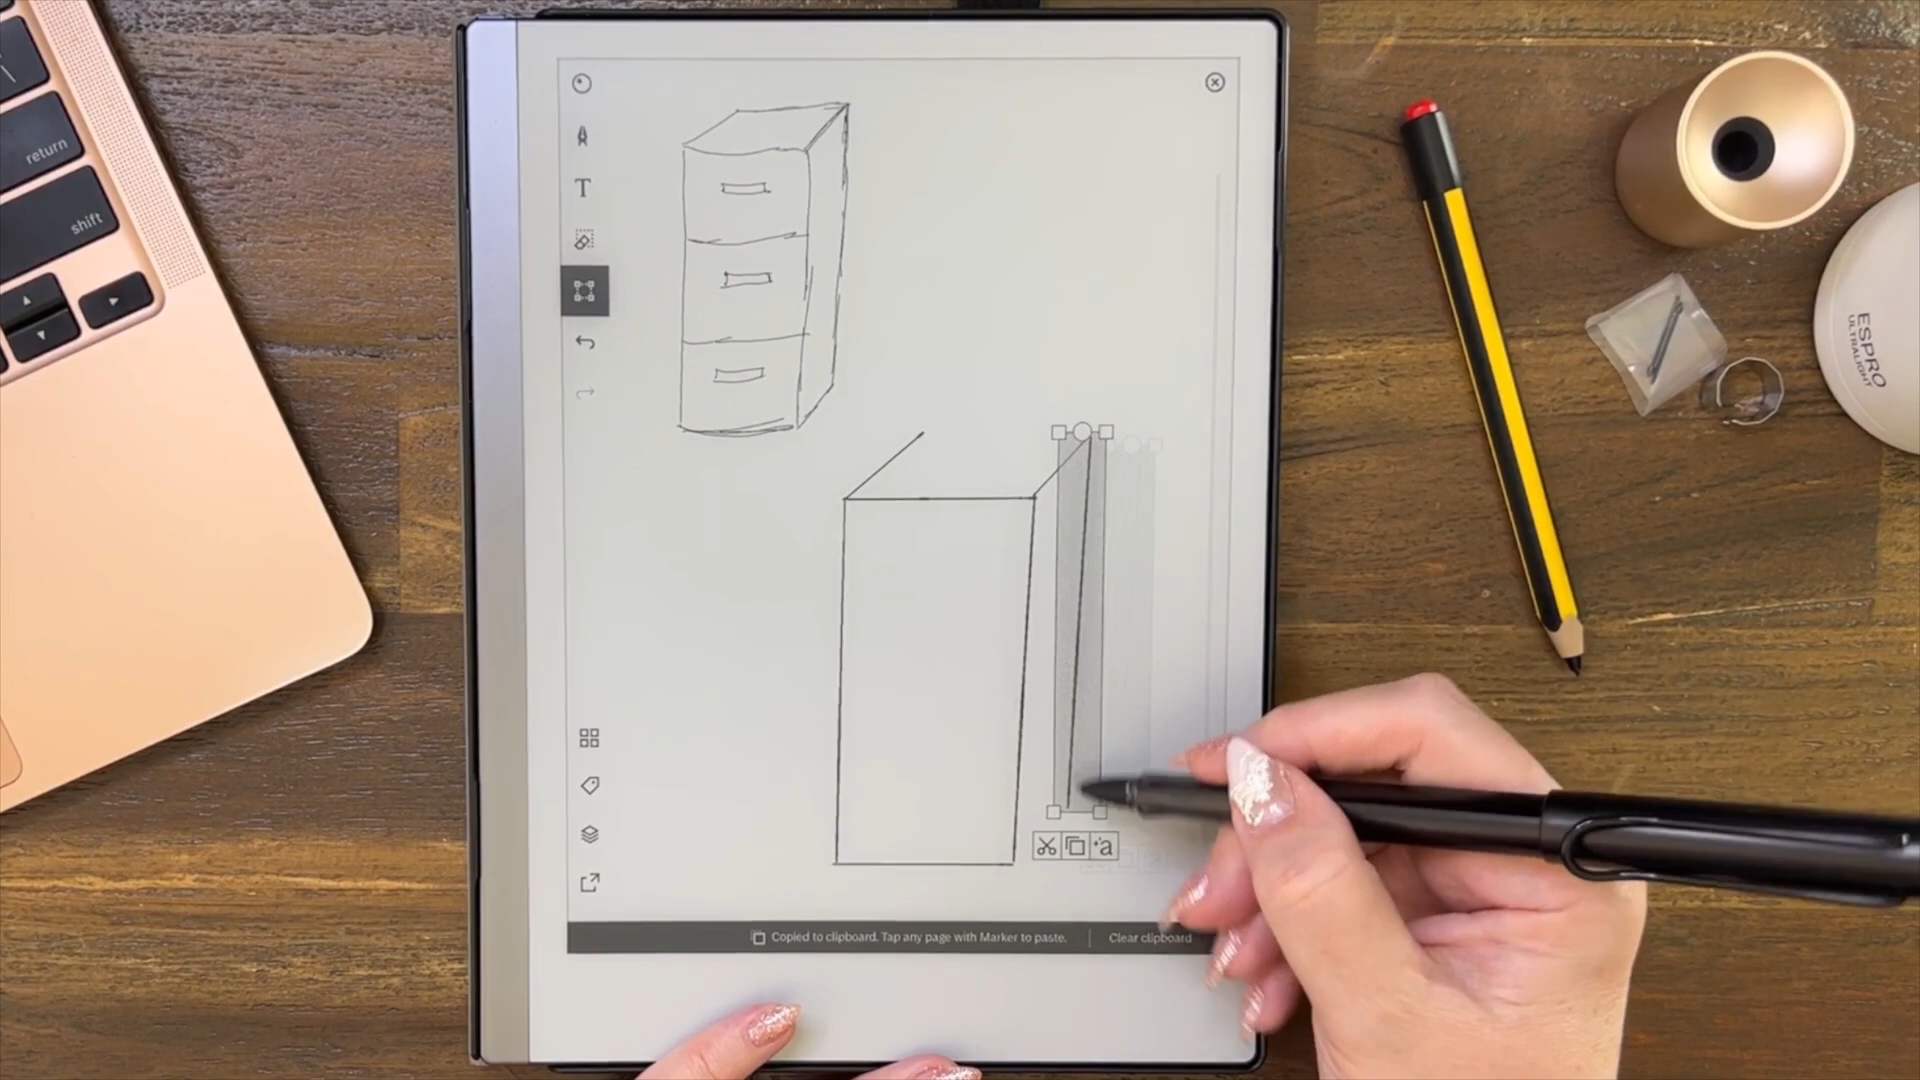 return
shift
T
a
Copied to clipboard. Tap any page with Marker to paste.
Clear clipboard
ESPRO
ULTRALIGHT